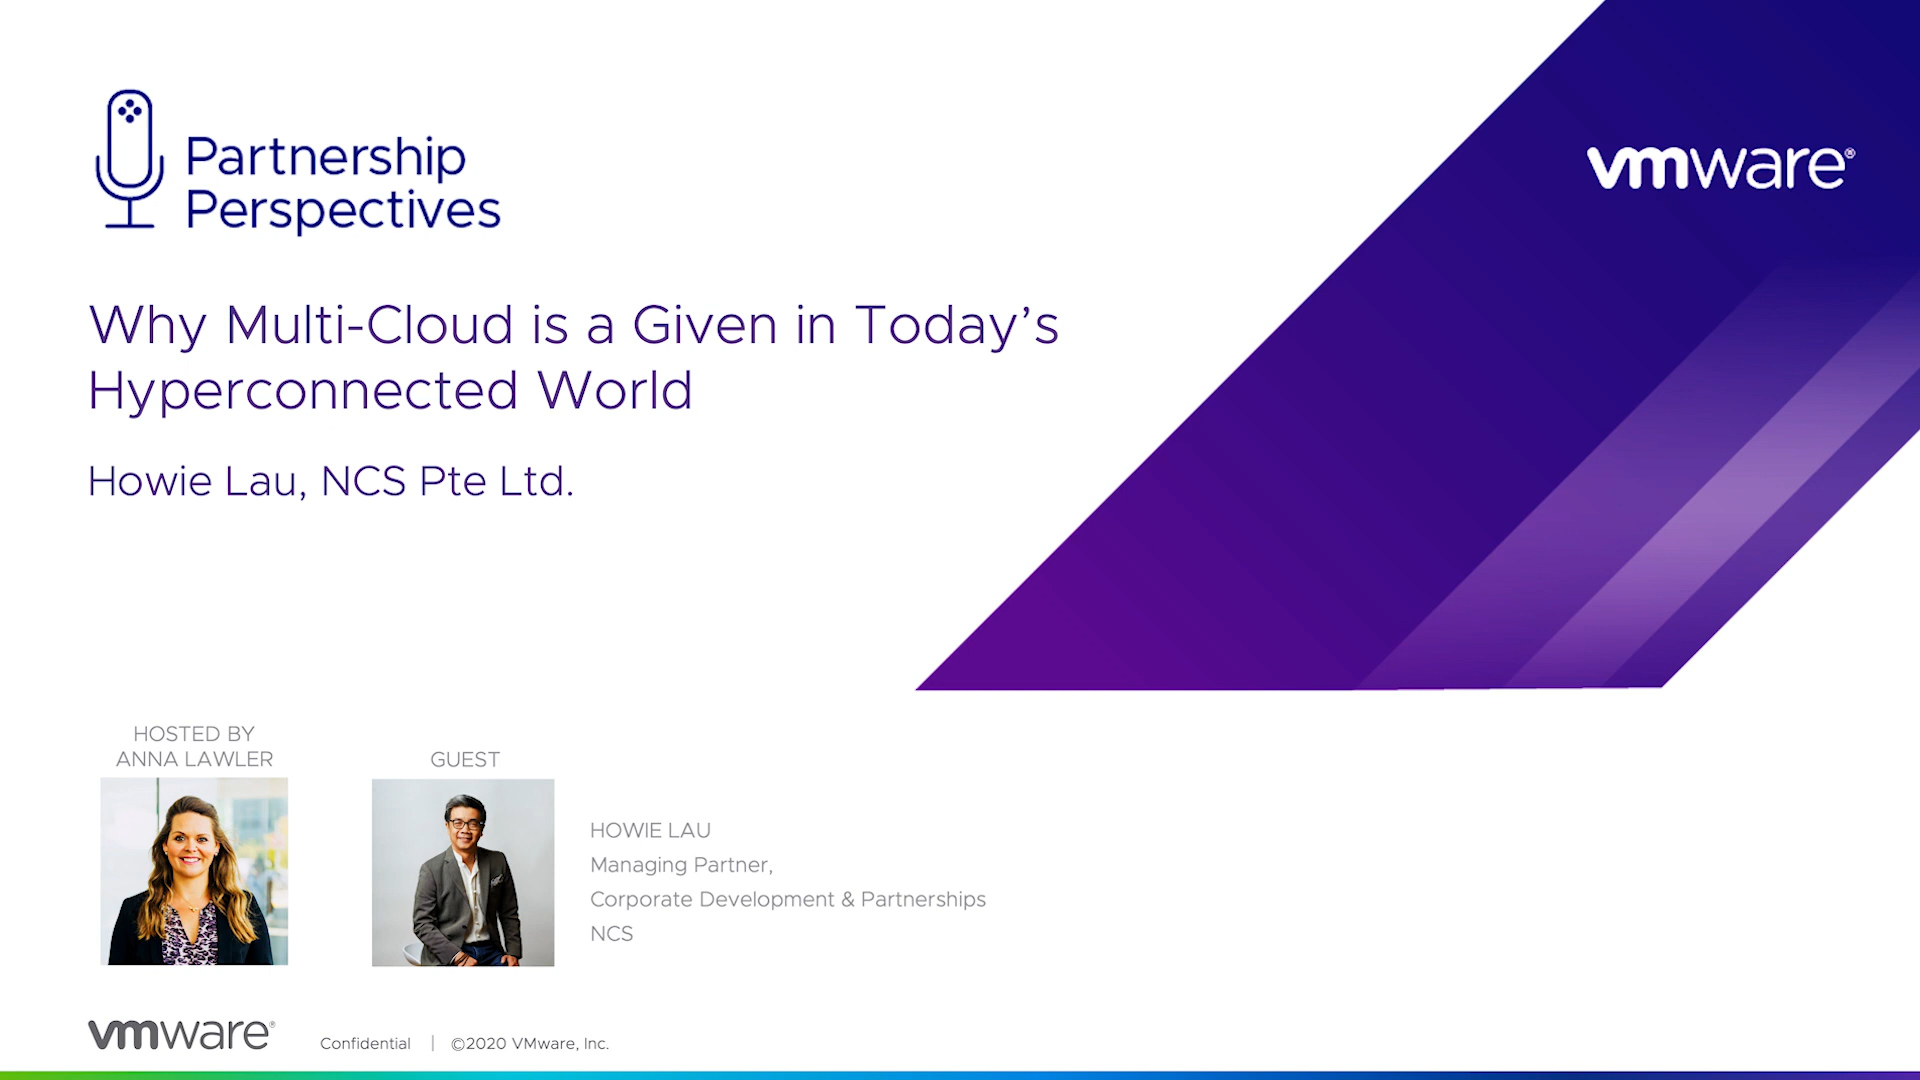 Partnership
Perspectives
vmware®
Why Multi-Cloud is a Given in Today’s
Hyperconnected World
Howie Lau, NCS Pte Ltd.
HOSTED BY
ANNA LAWLER
GUEST
HOWIE LAU
Managing Partner,
Corporate Development & Partnerships
NCS
vmware®
Confidential | ©2020 VMware, Inc.